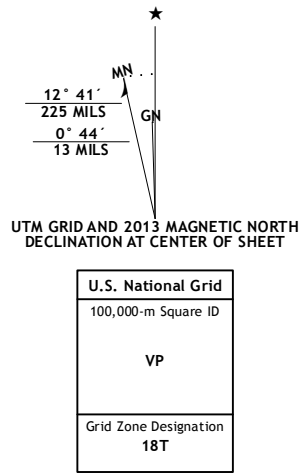 ★
MN
GN
12° 41´
225 MILS
0° 44´
13 MILS
UTM GRID AND 2013 MAGNETIC NORTH
DECLINATION AT CENTER OF SHEET
U.S. National Grid
100,000-m Square ID
VP
Grid Zone Designation
18T